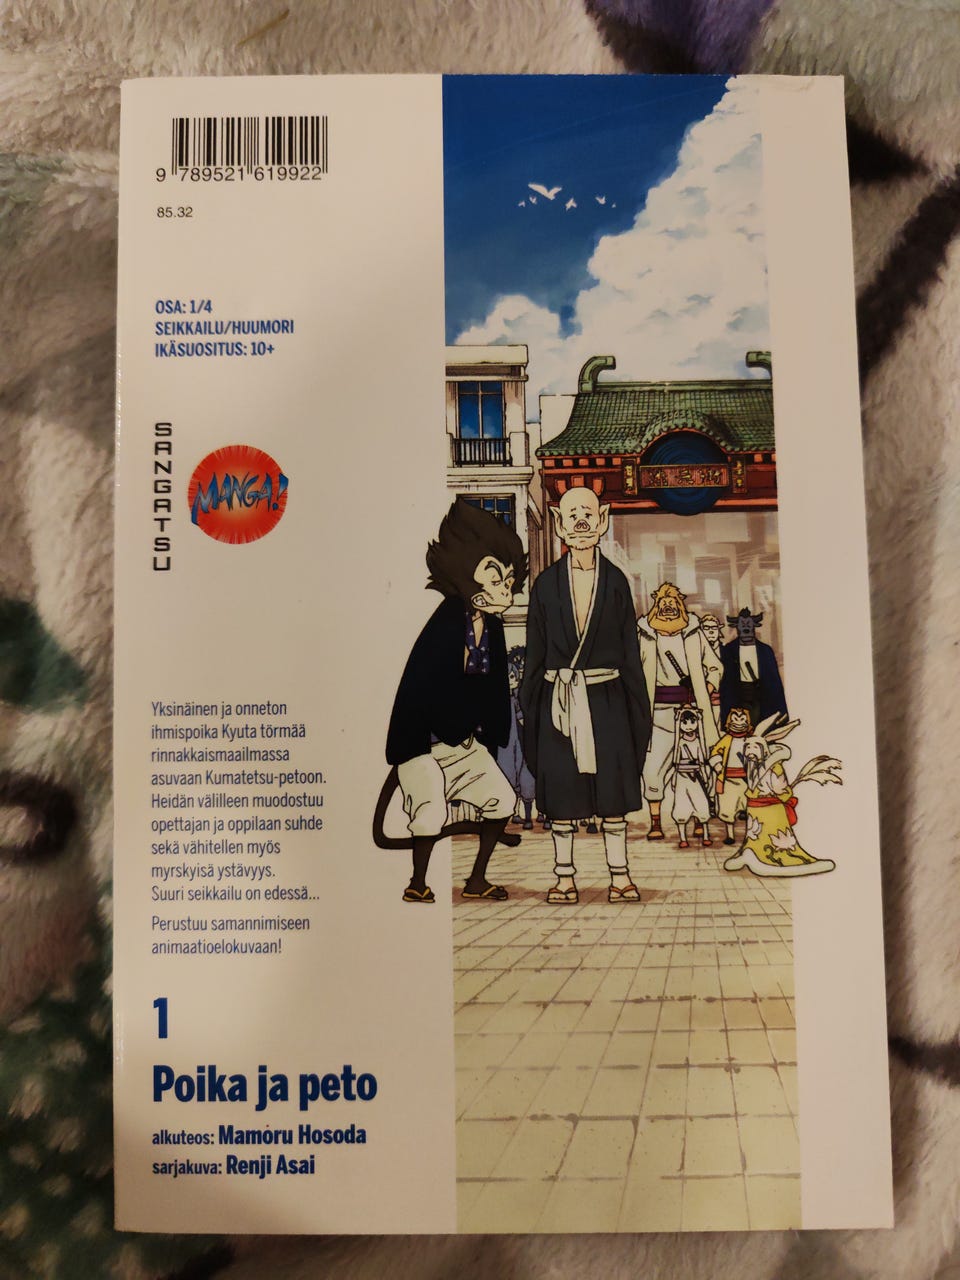 9 789521 619922
85.32
OSA: 1/4
SEIKKAILU/HUUMORI
IKÄSUOSITUS: 10+
SANGATSU
MANGA!
Yksinäinen ja onneton
ihmispoika Kyuta törmää
rinnakkaismaailmassa
asuvaan Kumatetsu-petoon.
Heidän välilleen muodostuu
opettajan ja oppilaan suhde
sekä vähitellen myös
myrskyisä ystävyys.
Suuri seikkailu on edessä...
Perustuu samannimiseen
animaatioelokuvaan!
1
Poika ja peto
alkuteos: Mamoru Hosoda
sarjakuva: Renji Asai